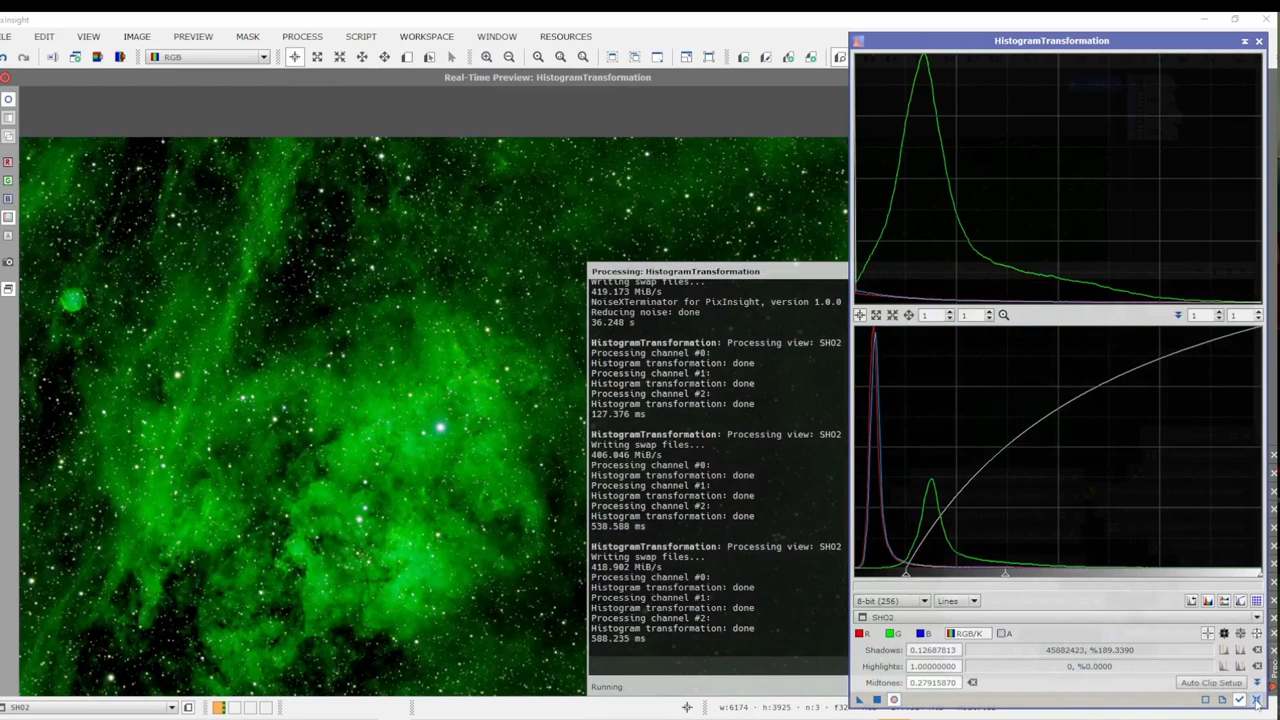 xInsight
LE EDIT VIEW IMAGE PREVIEW PROCESS MASK SCRIPT WORKSPACE WINDOW RESOURCES
RGB
Real-Time Preview: HistogramTransformation
R
G
B
A
Processing: HistogramTransformation
Writing swap files...
419.173 MiB/s
NoiseXTerminator for PixInsight, version 1.0.0
Reducing noise: done
36.248 s
HistogramTransformation: Processing view: SHO2
Processing channel #0:
Histogram transformation: done
Processing channel #1:
Histogram transformation: done
Processing channel #2:
Histogram transformation: done
127.376 ms
HistogramTransformation: Processing view: SHO2
Writing swap files...
406.046 MiB/s
Processing channel #0:
Histogram transformation: done
Processing channel #1:
Histogram transformation: done
Processing channel #2:
Histogram transformation: done
538.588 ms
HistogramTransformation: Processing view: SHO2
Writing swap files...
418.902 MiB/s
Processing channel #0:
Histogram transformation: done
Processing channel #1:
Histogram transformation: done
Processing channel #2:
Histogram transformation: done
588.235 ms
Running
HistogramTransformation
1 1 1 1
8-bit (256) Lines
SHO2
R G B RGB/K A
Shadows: 0.12687813 45882423, %189.3390
Highlights: 1.00000000 0, %0.0000
Midtones: 0.27915870 Auto Clip Setup
SHO2
w:6174 | h:3925 | n:3 | f32
Proc